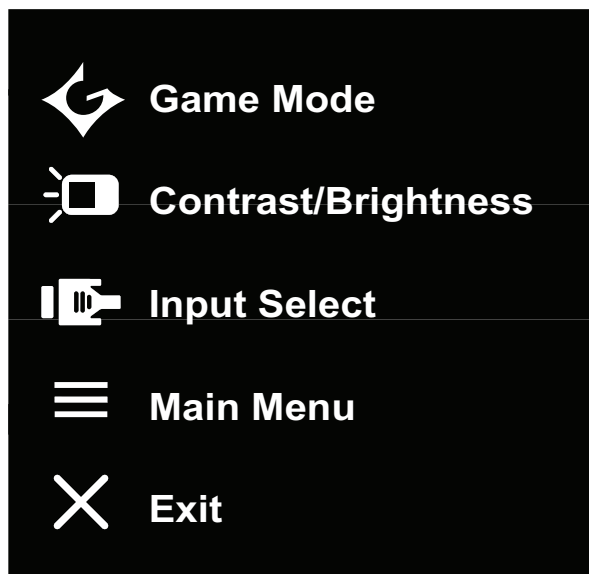 Game Mode
Contrast/Brightness
Input Select
Main Menu
Exit